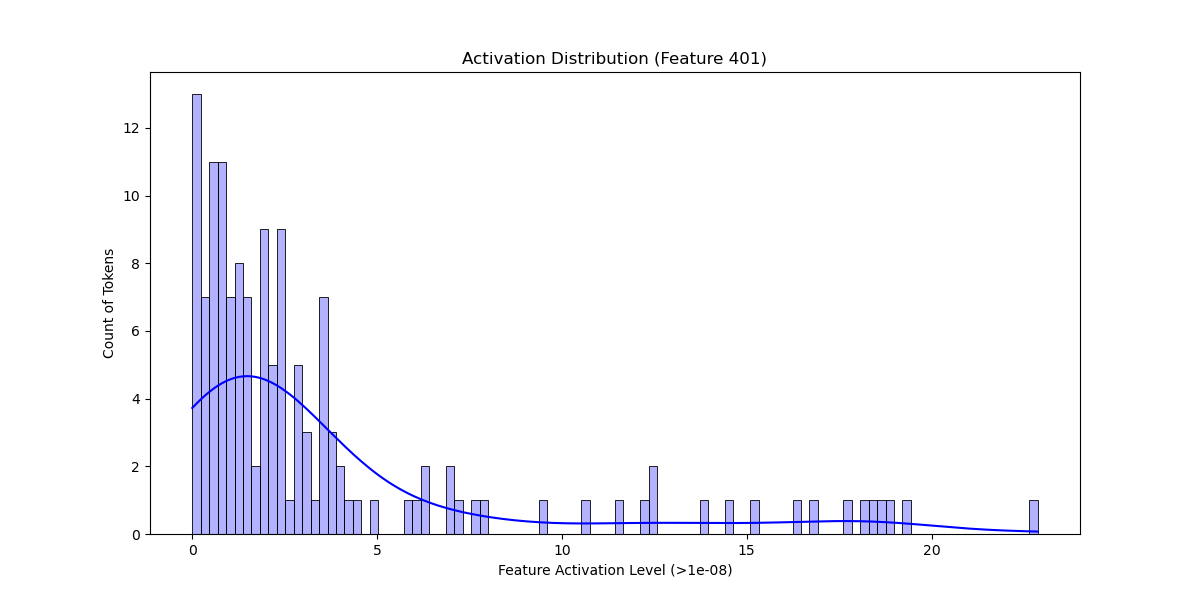 Activation Distribution (Feature 401)
Count of Tokens
12
10
8
6
4
2
0
0 5 10 15 20
Feature Activation Level (>1e-08)